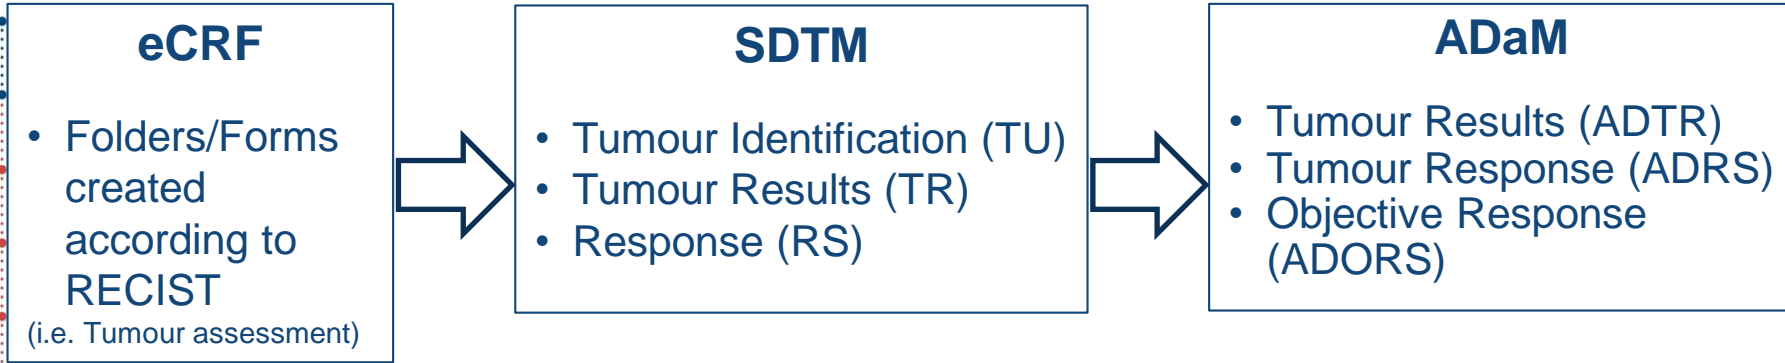 eCRF
• Folders/Forms
created
according to
RECIST
(i.e. Tumour assessment)
SDTM
• Tumour Identification (TU)
• Tumour Results (TR)
• Response (RS)
ADaM
• Tumour Results (ADTR)
• Tumour Response (ADRS)
• Objective Response
(ADORS)